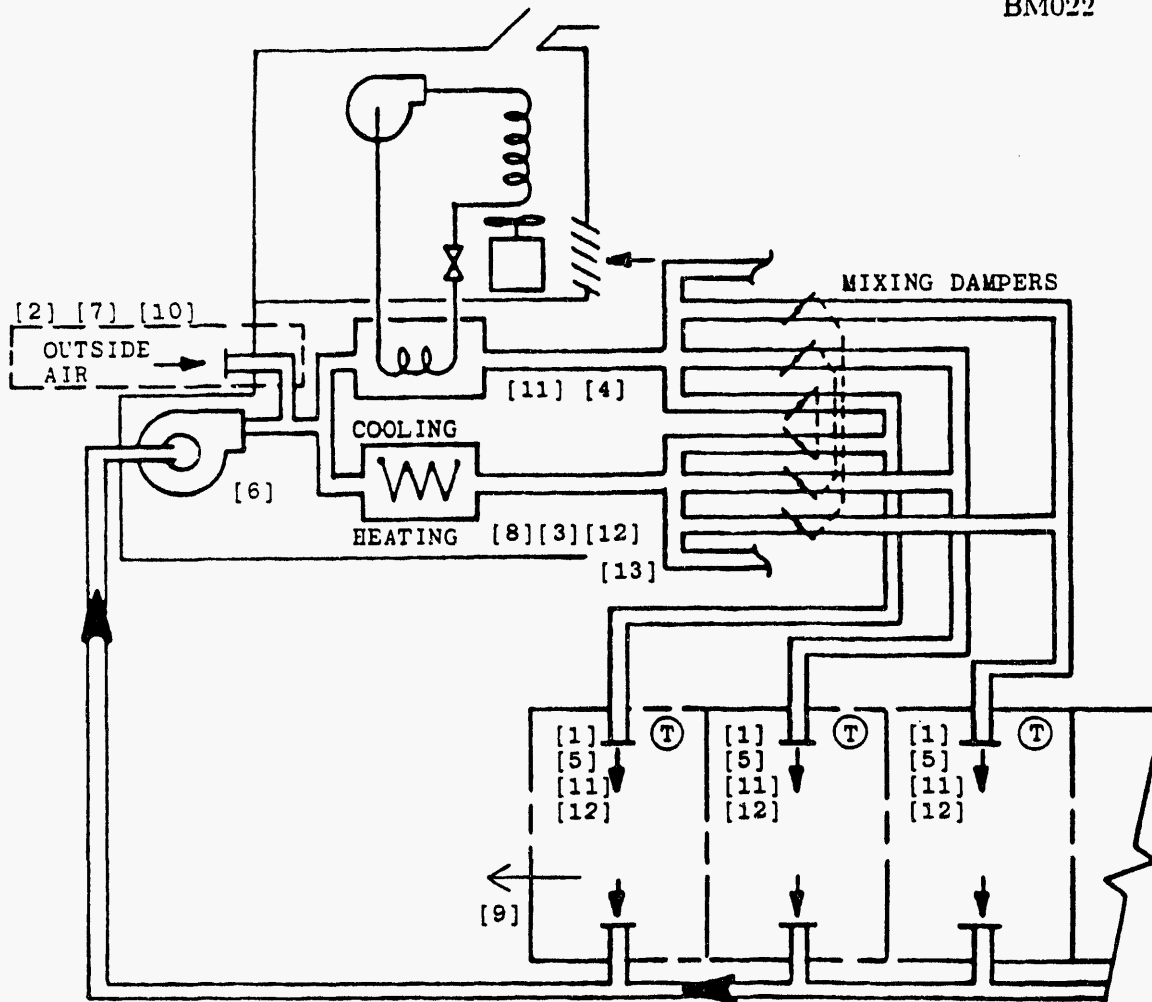 BM022
MIXING DAMPERS
[2] [7] [10]
OUTSIDE
AIR
[11] [4]
COOLING
[6]
HEATING [8][3][12]
[13]
T
T
T
[1]
[5]
[11]
[12]
[1]
[5]
[11]
[12]
[1]
[5]
[11]
[12]
[9]